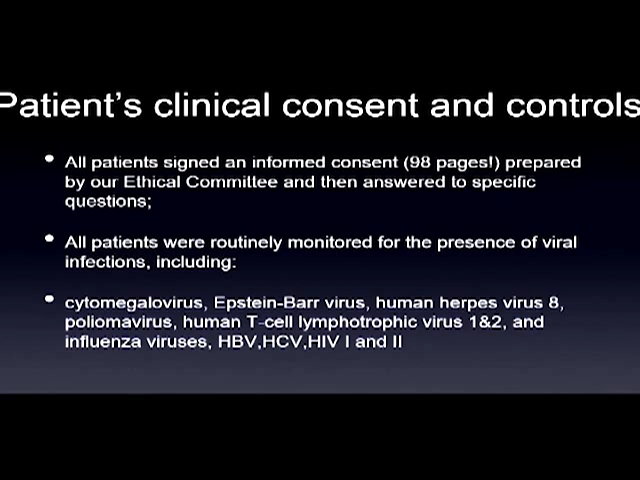 Patient's clinical consent and controls
• All patients signed an informed consent (98 pages!) prepared
by our Ethical Committee and then answered to specific
questions;
• All patients were routinely monitored for the presence of viral
infections, including:
• cytomegalovirus, Epstein-Barr virus, human herpes virus 8,
poliomavirus, human T-cell lymphotrophic virus 1&2, and
influenza viruses, HBV,HCV,HIV I and II